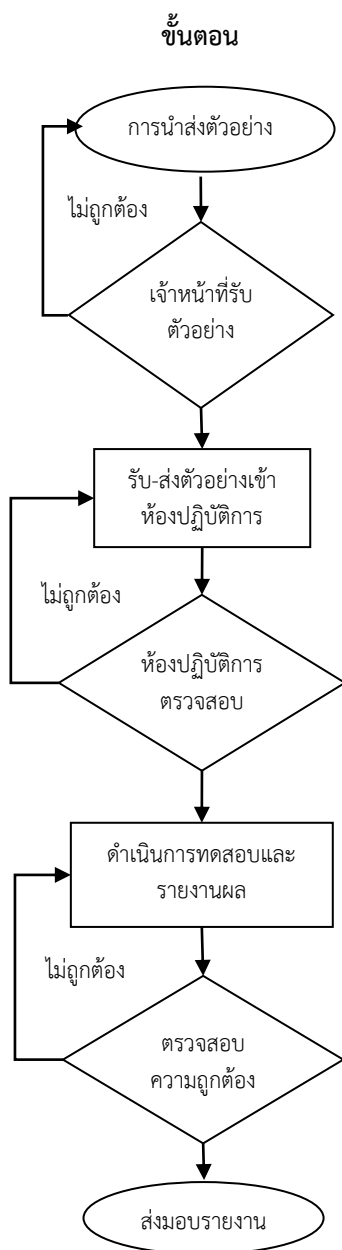 ขั้นตอน
การนำส่งตัวอย่าง
ไม่ถูกต้อง
เจ้าหน้าที่รับ
ตัวอย่าง
รับ-ส่งตัวอย่างเข้า
ห้องปฏิบัติการ
ไม่ถูกต้อง
ห้องปฏิบัติการ
ตรวจสอบ
ดำเนินการทดสอบและ
รายงานผล
ไม่ถูกต้อง
ตรวจสอบ
ความถูกต้อง
ส่งมอบรายงาน